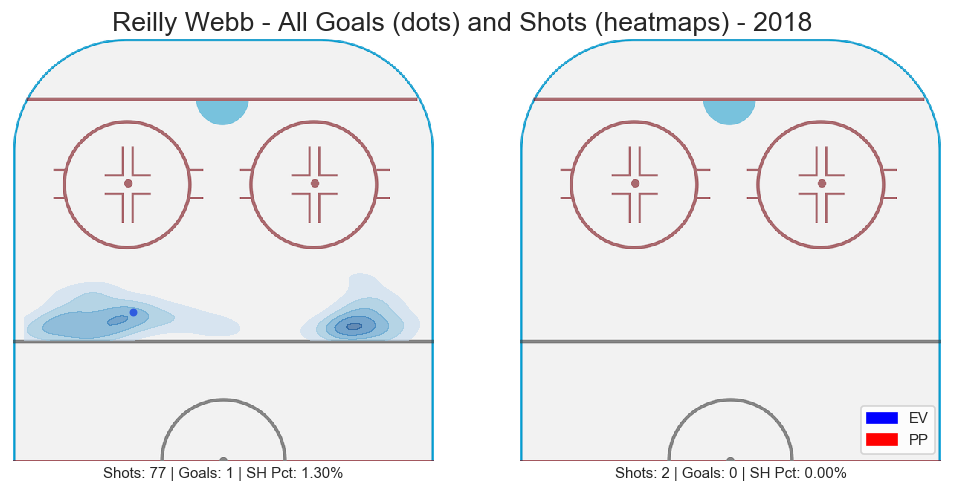 Reilly Webb - All Goals (dots) and Shots (heatmaps) - 2018
EV
PP
Shots: 77 | Goals: 1 | SH Pct: 1.30%
Shots: 2 | Goals: 0 | SH Pct: 0.00%